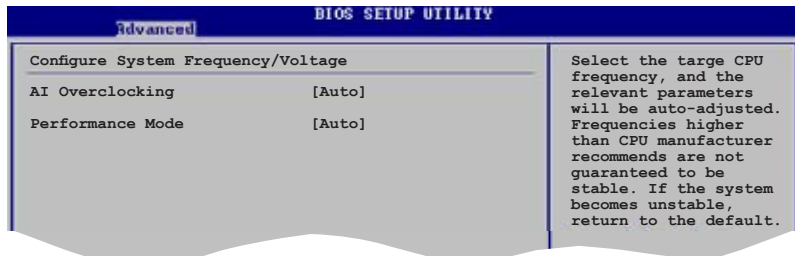 BIOS SETUP UTILITY
Advanced
Configure System Frequency/Voltage
AI Overclocking [Auto]
Performance Mode [Auto]
Select the targe CPU
frequency, and the
relevant parameters
will be auto-adjusted.
Frequencies higher
than CPU manufacturer
recommends are not
guaranteed to be
stable. If the system
becomes unstable,
return to the default.